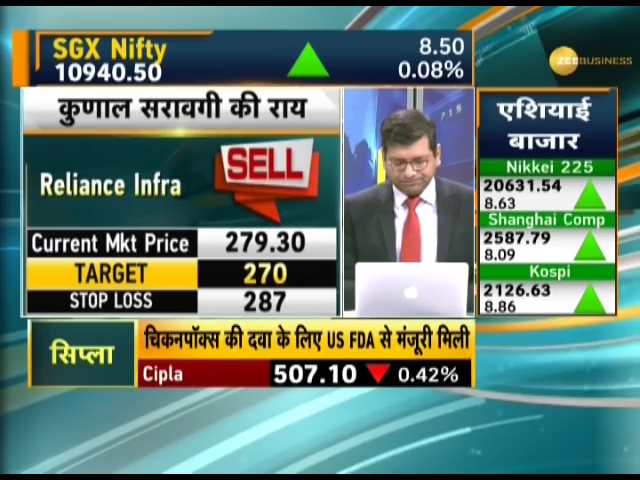 SGX Nifty 8.50
10940.50 0.08%
ZEEBUSINESS
कुणाल सरावगी की राय
Reliance Infra SELL
Current Mkt Price 279.30
TARGET 270
STOP LOSS 287
715
एशियाई
बाजार
Nikkei 225
20631.54
8.63
Shanghai Comp
2587.79
8.09
Kospi
2126.63
8.86
सिप्ला
चिकनपॉक्स की दवा के लिए US FDA से मंजूरी मिली
Cipla 507.10 0.42%